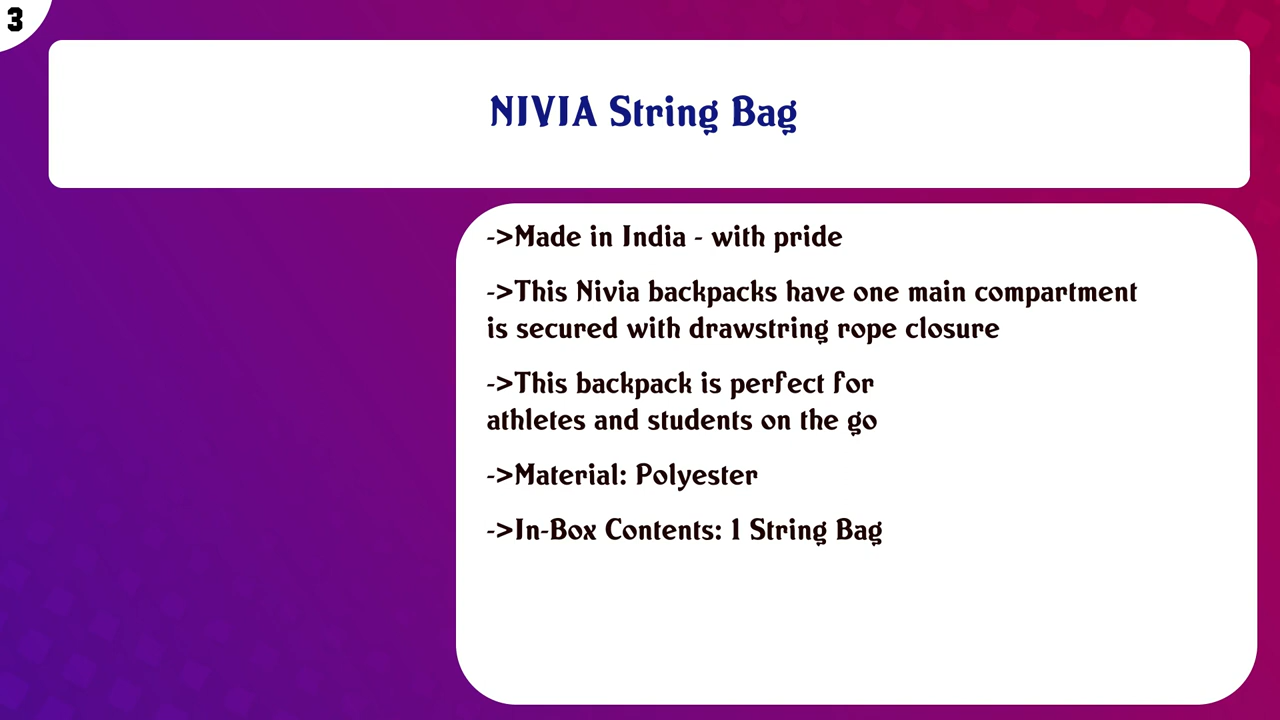 3
NIVIA String Bag
->Made in India - with pride
->This Nivia backpacks have one main compartment
is secured with drawstring rope closure
->This backpack is perfect for
athletes and students on the go
->Material: Polyester
->In-Box Contents: 1 String Bag